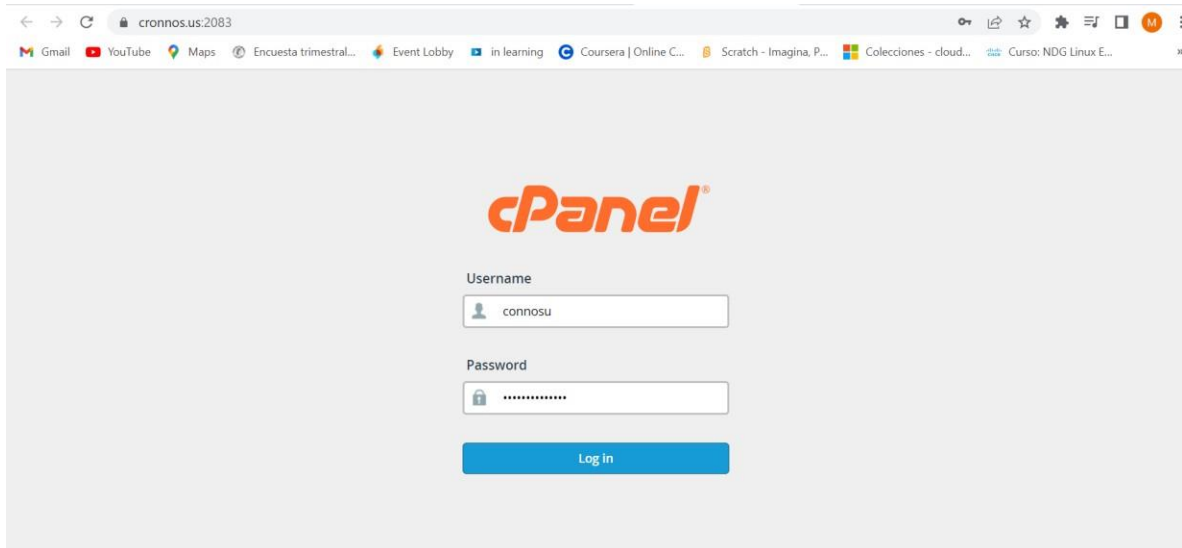 cronnos.us:2083
M
Gmail YouTube Maps Encuesta trimestral... Event Lobby in learning Coursera | Online C... Scratch - Imagina, P... Colecciones - cloud... Curso: NDG Linux E... »
cPanel®
Username
connosu
Password
••••••••••••••
Log in